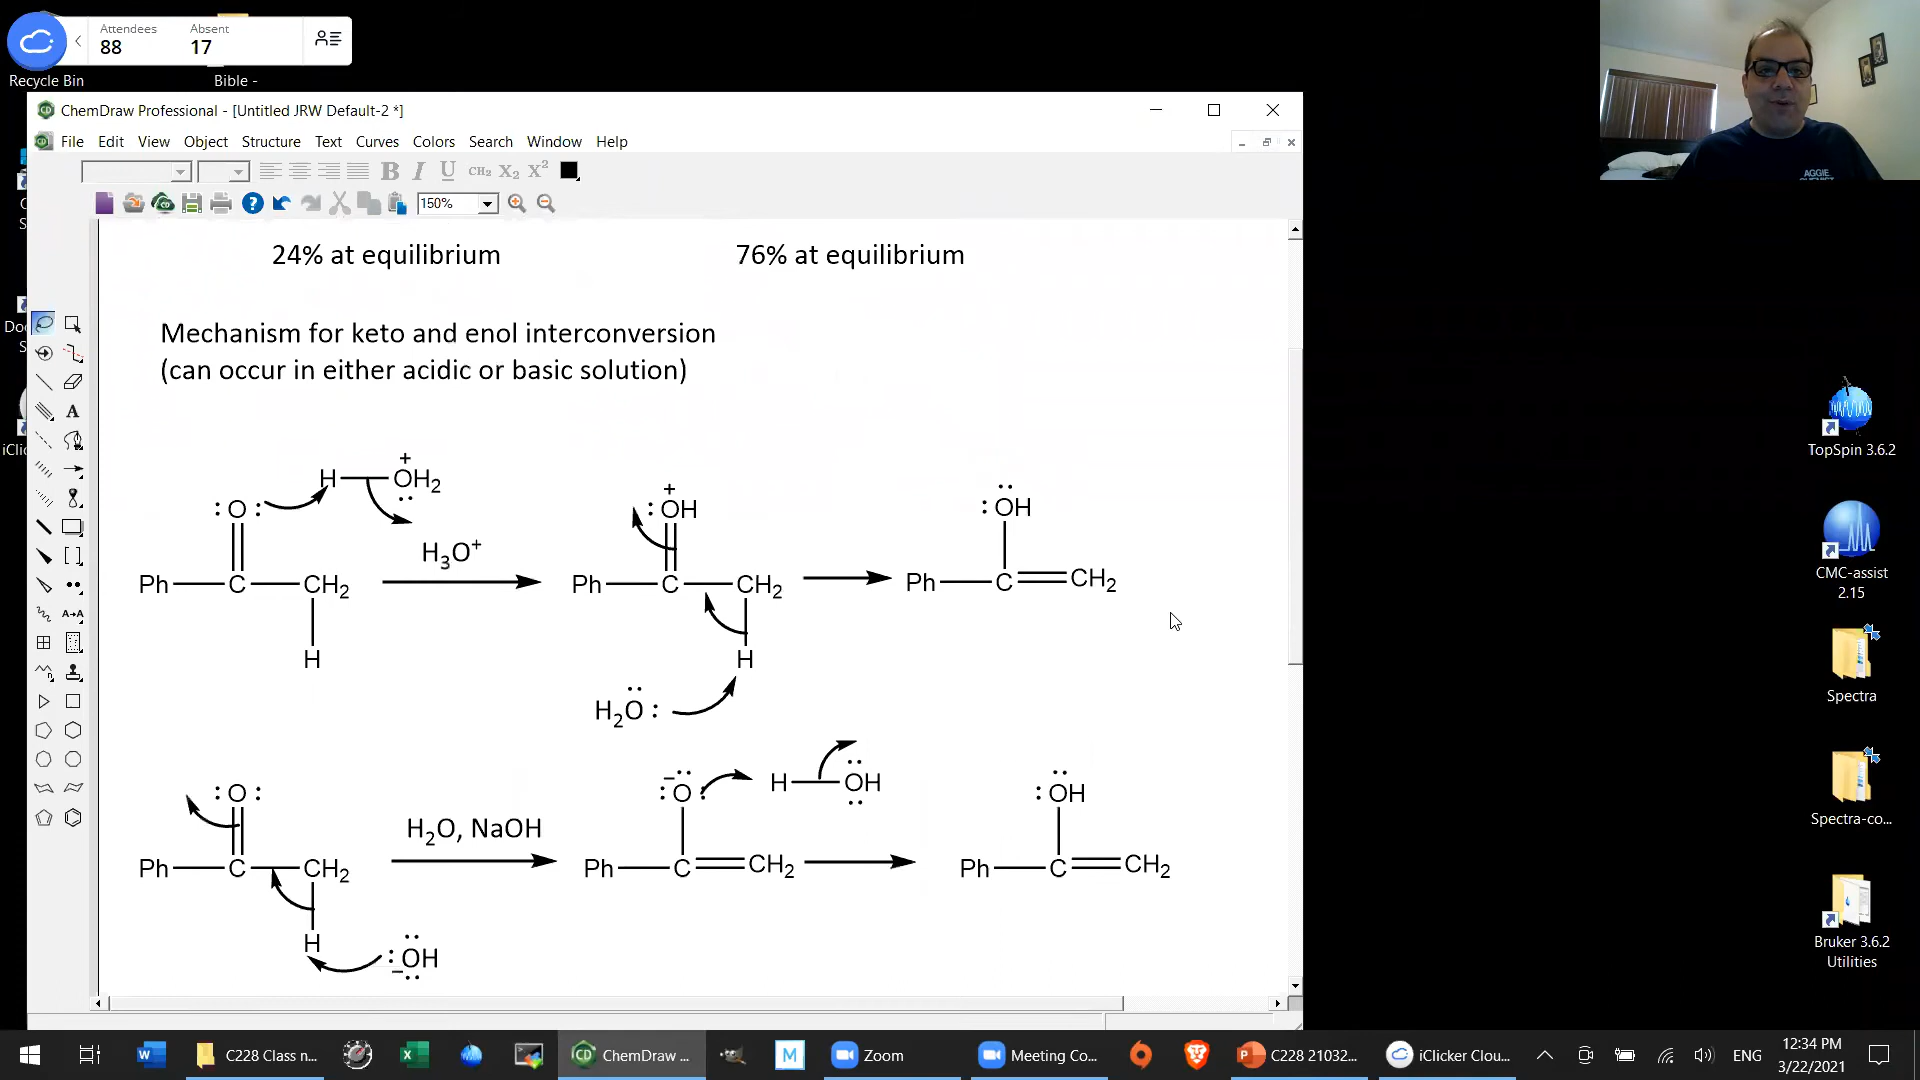 Attendees
88
Absent
17
Recycle Bin
Bible -
ChemDraw Professional - [Untitled JRW Default-2 *]
File Edit View Object Structure Text Curves Colors Search Window Help
B I U CH₂ X₂ X²
150%
24% at equilibrium
76% at equilibrium
Mechanism for keto and enol interconversion
(can occur in either acidic or basic solution)
H OH₂ +
:O:
H₃O⁺
Ph C CH₂
H
+
:OH
Ph C CH₂
H
H₂O:
:OH
Ph C CH₂
:O:
H₂O, NaOH
Ph C CH₂
H
:OH −
− :O:
H OH
Ph C CH₂
:OH
Ph C CH₂
AGGIE
TopSpin 3.6.2
CMC-assist
2.15
Spectra
Spectra-co...
Bruker 3.6.2
Utilities
C228 Class n...
ChemDraw ...
Zoom
Meeting Co...
C228 21032...
iClicker Clou...
ENG
12:34 PM
3/22/2021